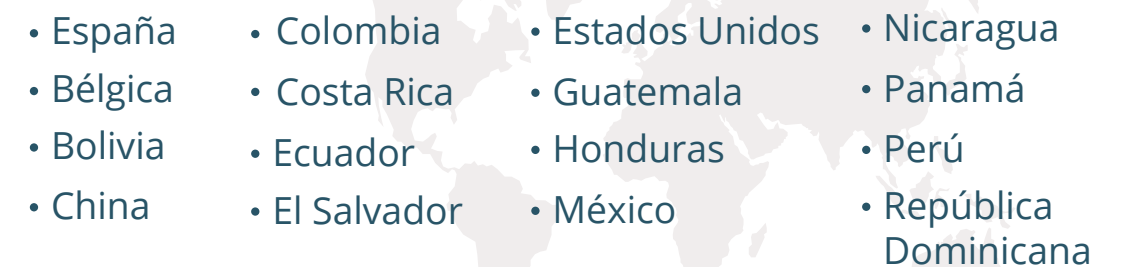 • España
• Bélgica
• Bolivia
• China
• Colombia
• Costa Rica
• Ecuador
• El Salvador
• Estados Unidos
• Guatemala
• Honduras
• México
• Nicaragua
• Panamá
• Perú
• República
Dominicana